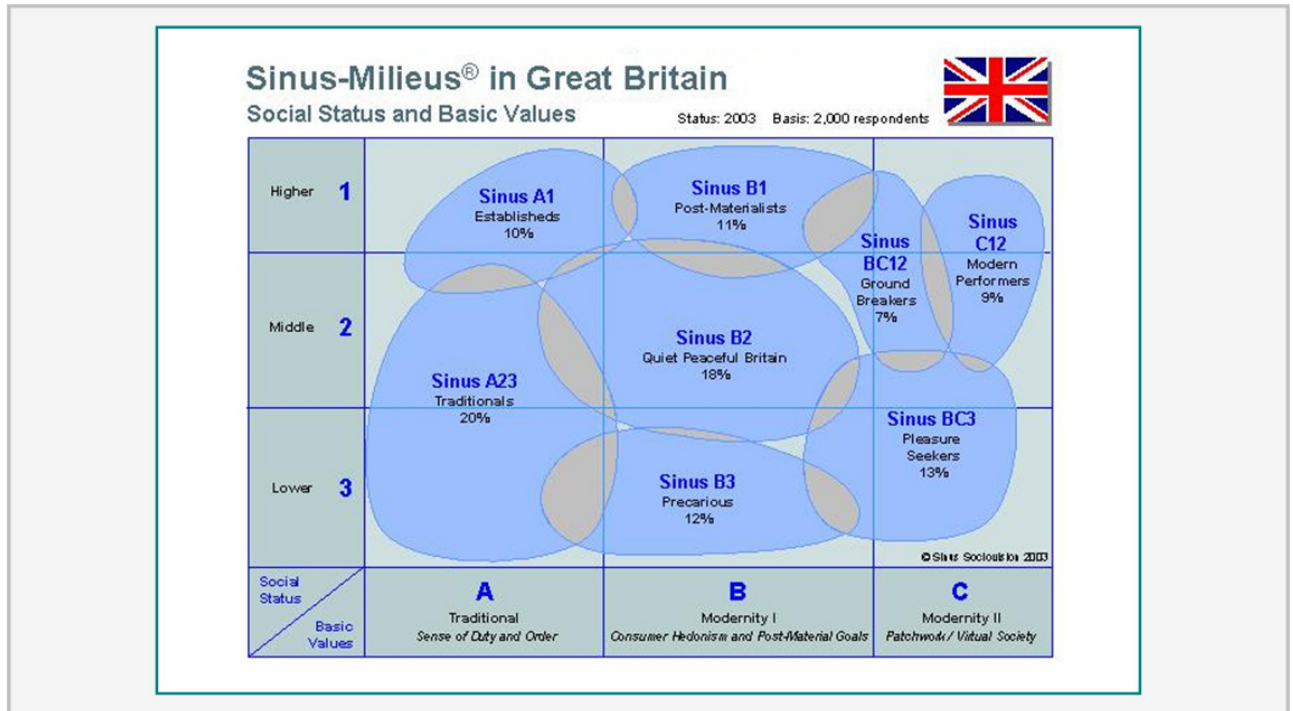 Sinus-Milieus® in Great Britain
Social Status and Basic Values
Status: 2003 Basis: 2,000 respondents
Higher 1
Sinus A1
Establisheds
10%
Sinus B1
Post-Materialists
11%
Sinus
BC12
Ground
Breakers
7%
Sinus
C12
Modern
Performers
9%
Middle 2
Sinus A23
Traditionals
20%
Sinus B2
Quiet Peaceful Britain
18%
Lower 3
Sinus B3
Precarious
12%
Sinus BC3
Pleasure
Seekers
13%
© Sinus Sociovision 2003
Social
Status
Basic
Values
A
Traditional
Sense of Duty and Order
B
Modernity I
Consumer Hedonism and Post-Material Goals
C
Modernity II
Patchwork / Virtual Society